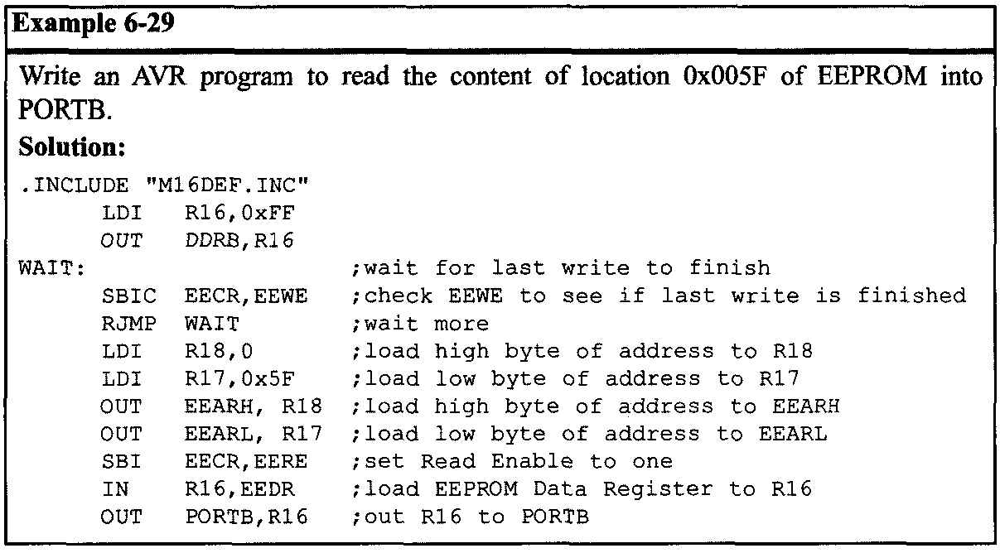 Example 6-29
Write an AVR program to read the content of location 0x005F of EEPROM into
PORTB.
Solution:
.INCLUDE "M16DEF.INC"
LDI R16,0xFF
OUT DDRB,R16
WAIT: ;wait for last write to finish
SBIC EECR,EEWE ;check EEWE to see if last write is finished
RJMP WAIT ;wait more
LDI R18,0 ;load high byte of address to R18
LDI R17,0x5F ;load low byte of address to R17
OUT EEARH, R18 ;load high byte of address to EEARH
OUT EEARL, R17 ;load low byte of address to EEARL
SBI EECR,EERE ;set Read Enable to one
IN R16,EEDR ;load EEPROM Data Register to R16
OUT PORTB,R16 ;out R16 to PORTB